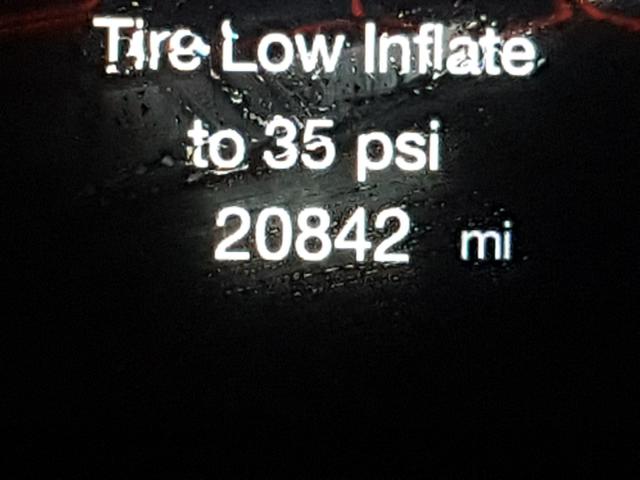 Tire Low Inflate
to 35 psi
20842 mi